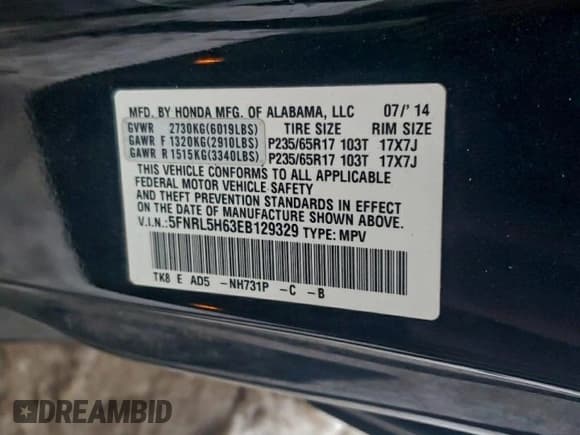 MFD. BY HONDA MFG. OF ALABAMA, LLC 07/' 14
GVWR 2730KG(6019LBS) TIRE SIZE RIM SIZE
GAWR F 1320KG(2910LBS) P235/65R17 103T 17X7J
GAWR R 1515KG(3340LBS) P235/65R17 103T 17X7J
THIS VEHICLE CONFORMS TO ALL APPLICABLE
FEDERAL MOTOR VEHICLE SAFETY
AND THEFT PREVENTION STANDARDS IN EFFECT
ON THE DATE OF MANUFACTURE SHOWN ABOVE.
V.I.N.:5FNRL5H63EB129329 TYPE: MPV
TK8 E AD5 -NH731P -C -B
DREAMBID